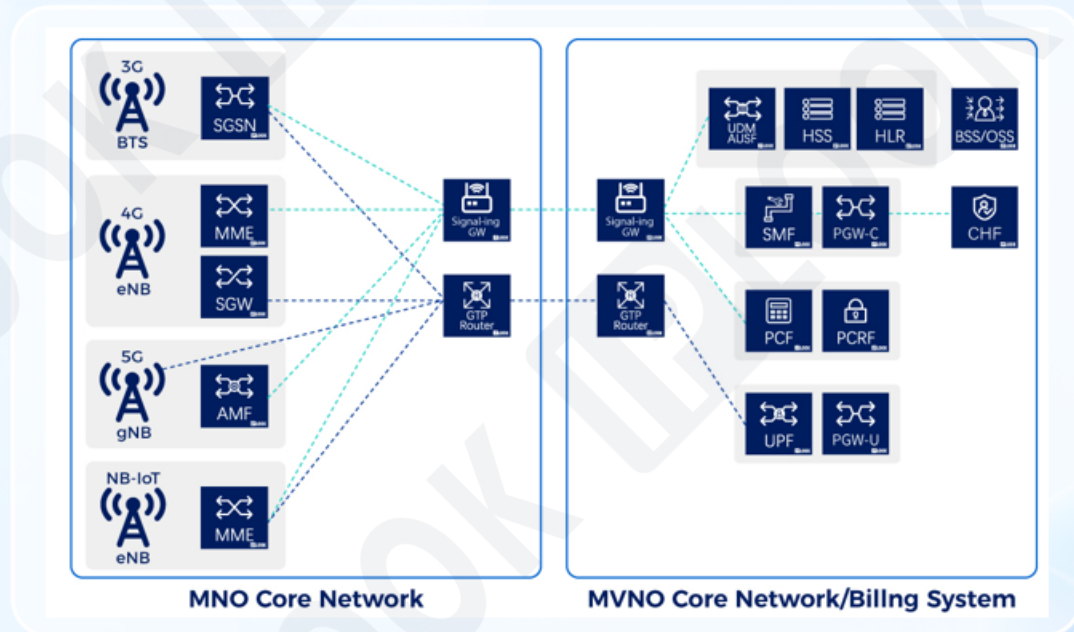 3G
BTS
SGSN
4G
eNB
MME
SGW
5G
gNB
AMF
NB-IoT
eNB
MME
Signal-ing
GW
GTP
Router
MNO Core Network
Signal-ing
GW
GTP
Router
UDM
AUSF
HSS
HLR
BSS/OSS
SMF
PGW-C
CHF
PCF
PCRF
UPF
PGW-U
MVNO Core Network/Billng System
IPLOOK